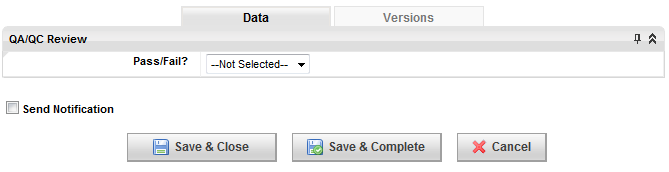 Data Versions
QA/QC Review
Pass/Fail? --Not Selected--
Send Notification
Save & Close Save & Complete Cancel